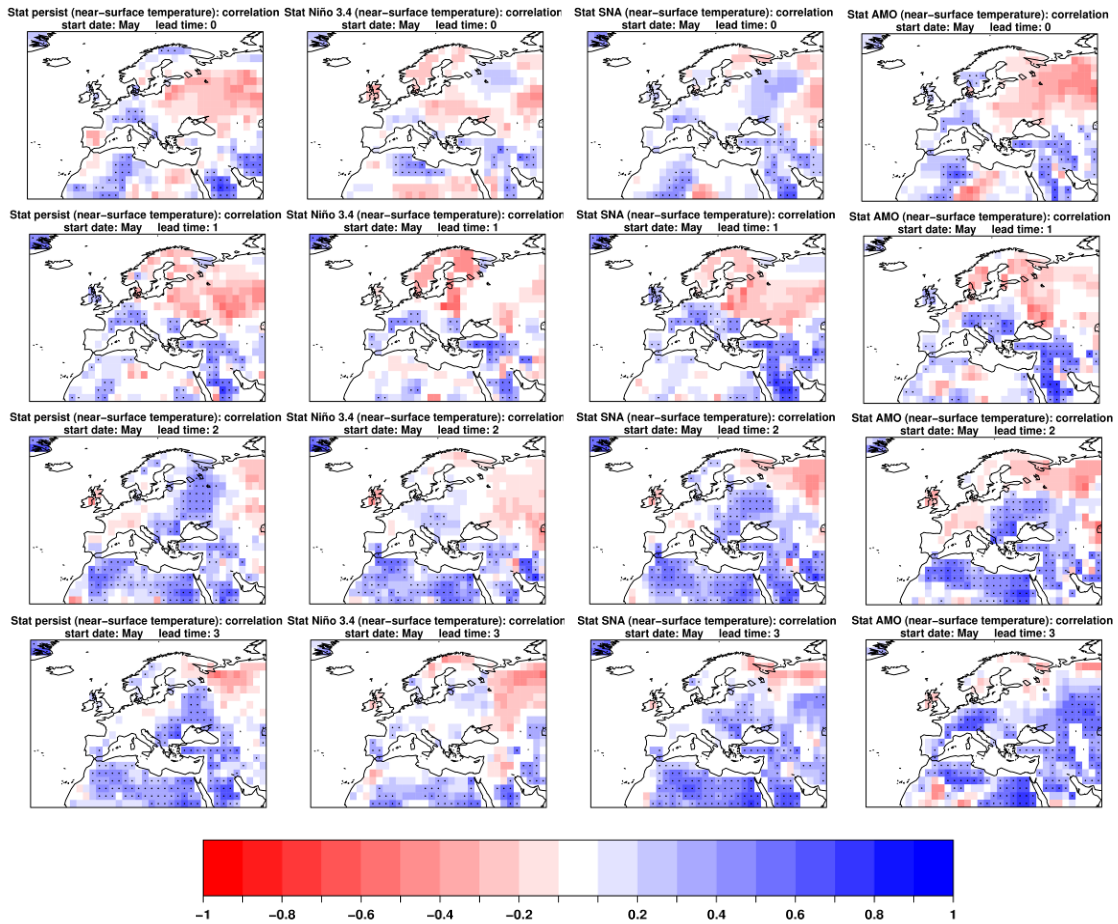 Stat persist (near−surface temperature): correlation
start date: May lead time: 0
Stat Niño 3.4 (near−surface temperature): correlation
start date: May lead time: 0
Stat SNA (near−surface temperature): correlation
start date: May lead time: 0
Stat AMO (near−surface temperature): correlation
start date: May lead time: 0
Stat persist (near−surface temperature): correlation
start date: May lead time: 1
Stat Niño 3.4 (near−surface temperature): correlation
start date: May lead time: 1
Stat SNA (near−surface temperature): correlation
start date: May lead time: 1
Stat AMO (near−surface temperature): correlation
start date: May lead time: 1
Stat persist (near−surface temperature): correlation
start date: May lead time: 2
Stat Niño 3.4 (near−surface temperature): correlation
start date: May lead time: 2
Stat SNA (near−surface temperature): correlation
start date: May lead time: 2
Stat AMO (near−surface temperature): correlation
start date: May lead time: 2
Stat persist (near−surface temperature): correlation
start date: May lead time: 3
Stat Niño 3.4 (near−surface temperature): correlation
start date: May lead time: 3
Stat SNA (near−surface temperature): correlation
start date: May lead time: 3
Stat AMO (near−surface temperature): correlation
start date: May lead time: 3
−1 −0.8 −0.6 −0.4 −0.2 0.2 0.4 0.6 0.8 1